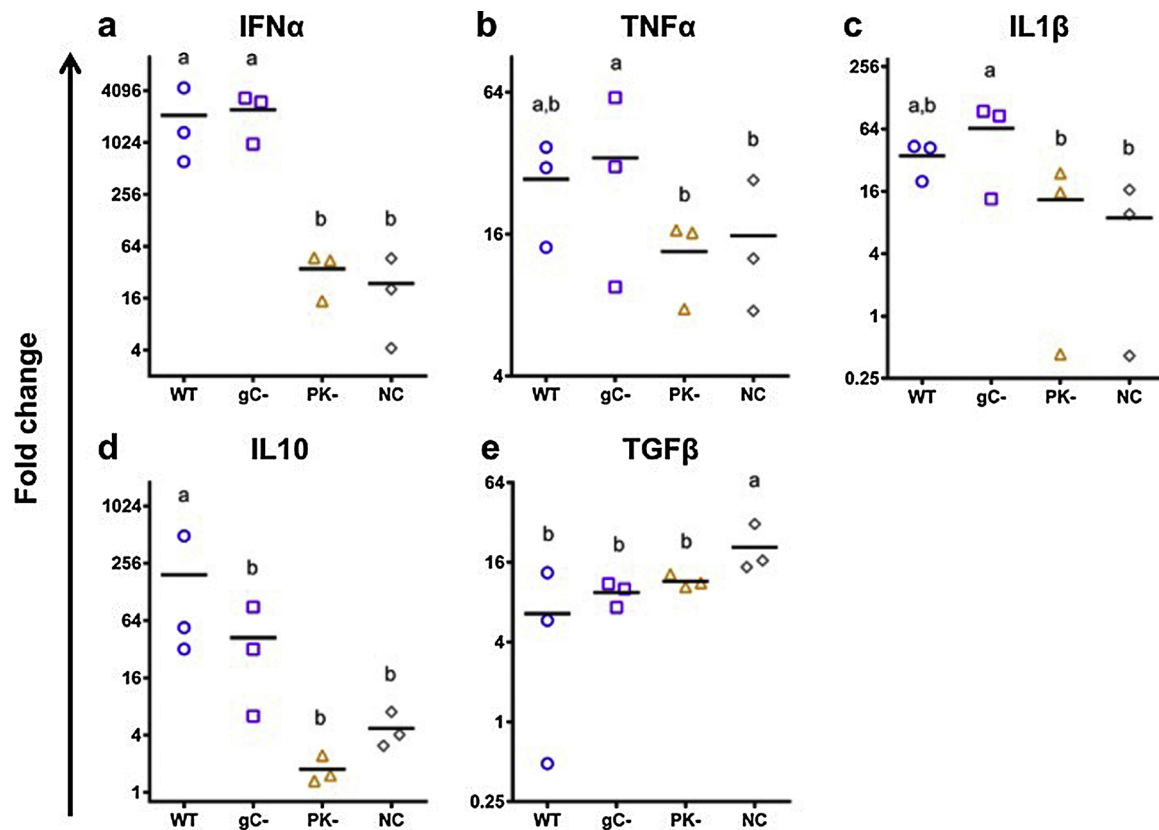 a IFNα
a a
4096
1024
256
64
16
4
b b
WT gC- PK- NC
b TNFα
a
a,b
b
b
64
16
4
WT gC- PK- NC
c IL1β
a
a,b
b b
256
64
16
4
1
0.25
WT gC- PK- NC
Fold change
d IL10
a
b
b
b
1024
256
64
16
4
1
WT gC- PK- NC
e TGFβ
a
b b b
64
16
4
1
0.25
WT gC- PK- NC